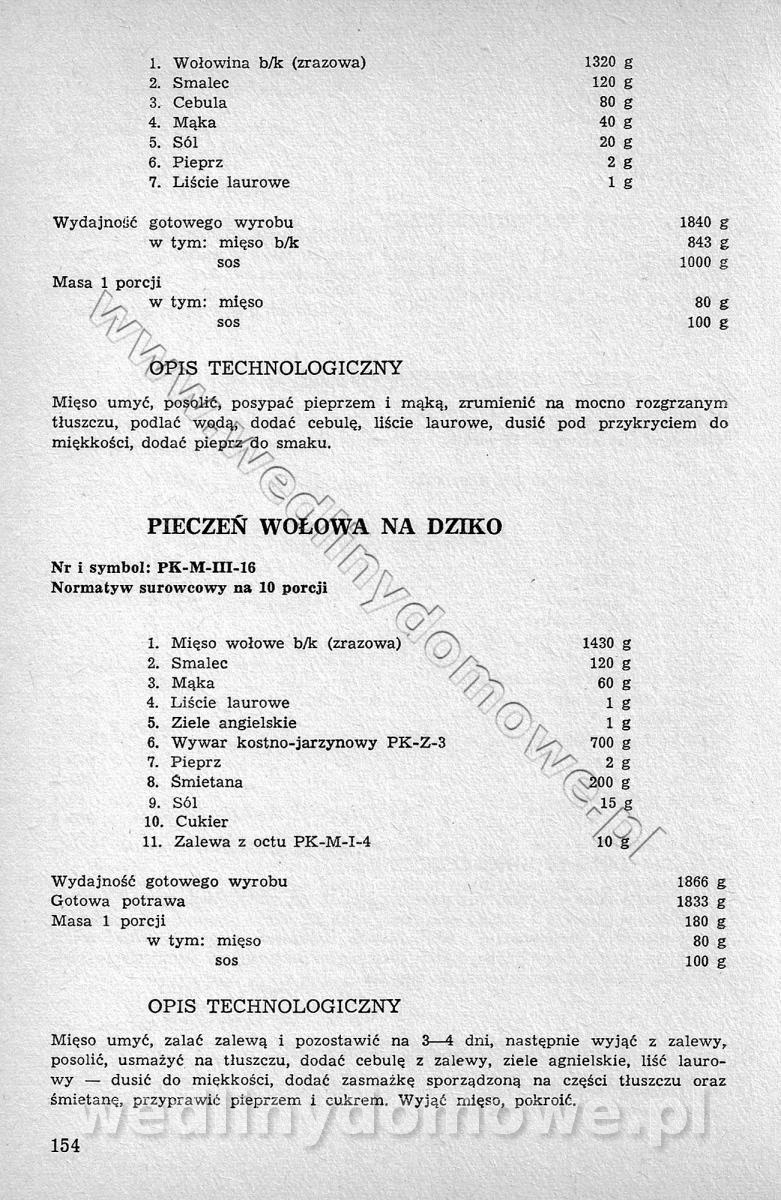 1. Wołowina b/k (zrazowa) 1320 g
2. Smalec 120 g
3. Cebula 80 g
4. Mąka 40 g
5. Sól 20 g
6. Pieprz 2 g
7. Liście laurowe 1 g
Wydajność gotowego wyrobu 1840 g
w tym: mięso b/k 843 g
sos 1000 g
Masa 1 porcji
w tym: mięso 80 g
sos 100 g
OPIS TECHNOLOGICZNY
Mięso umyć, posolić, posypać pieprzem i mąką, zrumienić na mocno rozgrzanym
tłuszczu, podlać wodą, dodać cebulę, liście laurowe, dusić pod przykryciem do
miękkości, dodać pieprz do smaku.
PIECZEŃ WOŁOWA NA DZIKO
Nr i symbol: PK-M-III-16
Normatyw surowcowy na 10 porcji
1. Mięso wołowe b/k (zrazowa) 1430 g
2. Smalec 120 g
3. Mąka 60 g
4. Liście laurowe 1 g
5. Ziele angielskie 1 g
6. Wywar kostno-jarzynowy PK-Z-3 700 g
7. Pieprz 2 g
8. Śmietana 200 g
9. Sól 15 g
10. Cukier
11. Zalewa z octu PK-M-I-4 10 g
Wydajność gotowego wyrobu 1866 g
Gotowa potrawa 1833 g
Masa 1 porcji 180 g
w tym: mięso 80 g
sos 100 g
OPIS TECHNOLOGICZNY
Mięso umyć, zalać zalewą i pozostawić na 3—4 dni, następnie wyjąć z zalewy,
posolić, usmażyć na tłuszczu, dodać cebulę z zalewy, ziele agnielskie, liść lauro-
wy — dusić do miękkości, dodać zasmażkę sporządzoną na części tłuszczu oraz
śmietanę, przyprawić pieprzem i cukrem. Wyjąć mięso, pokroić.
154
www.wedlinydomowe.pl
wedlinydomowe.pl